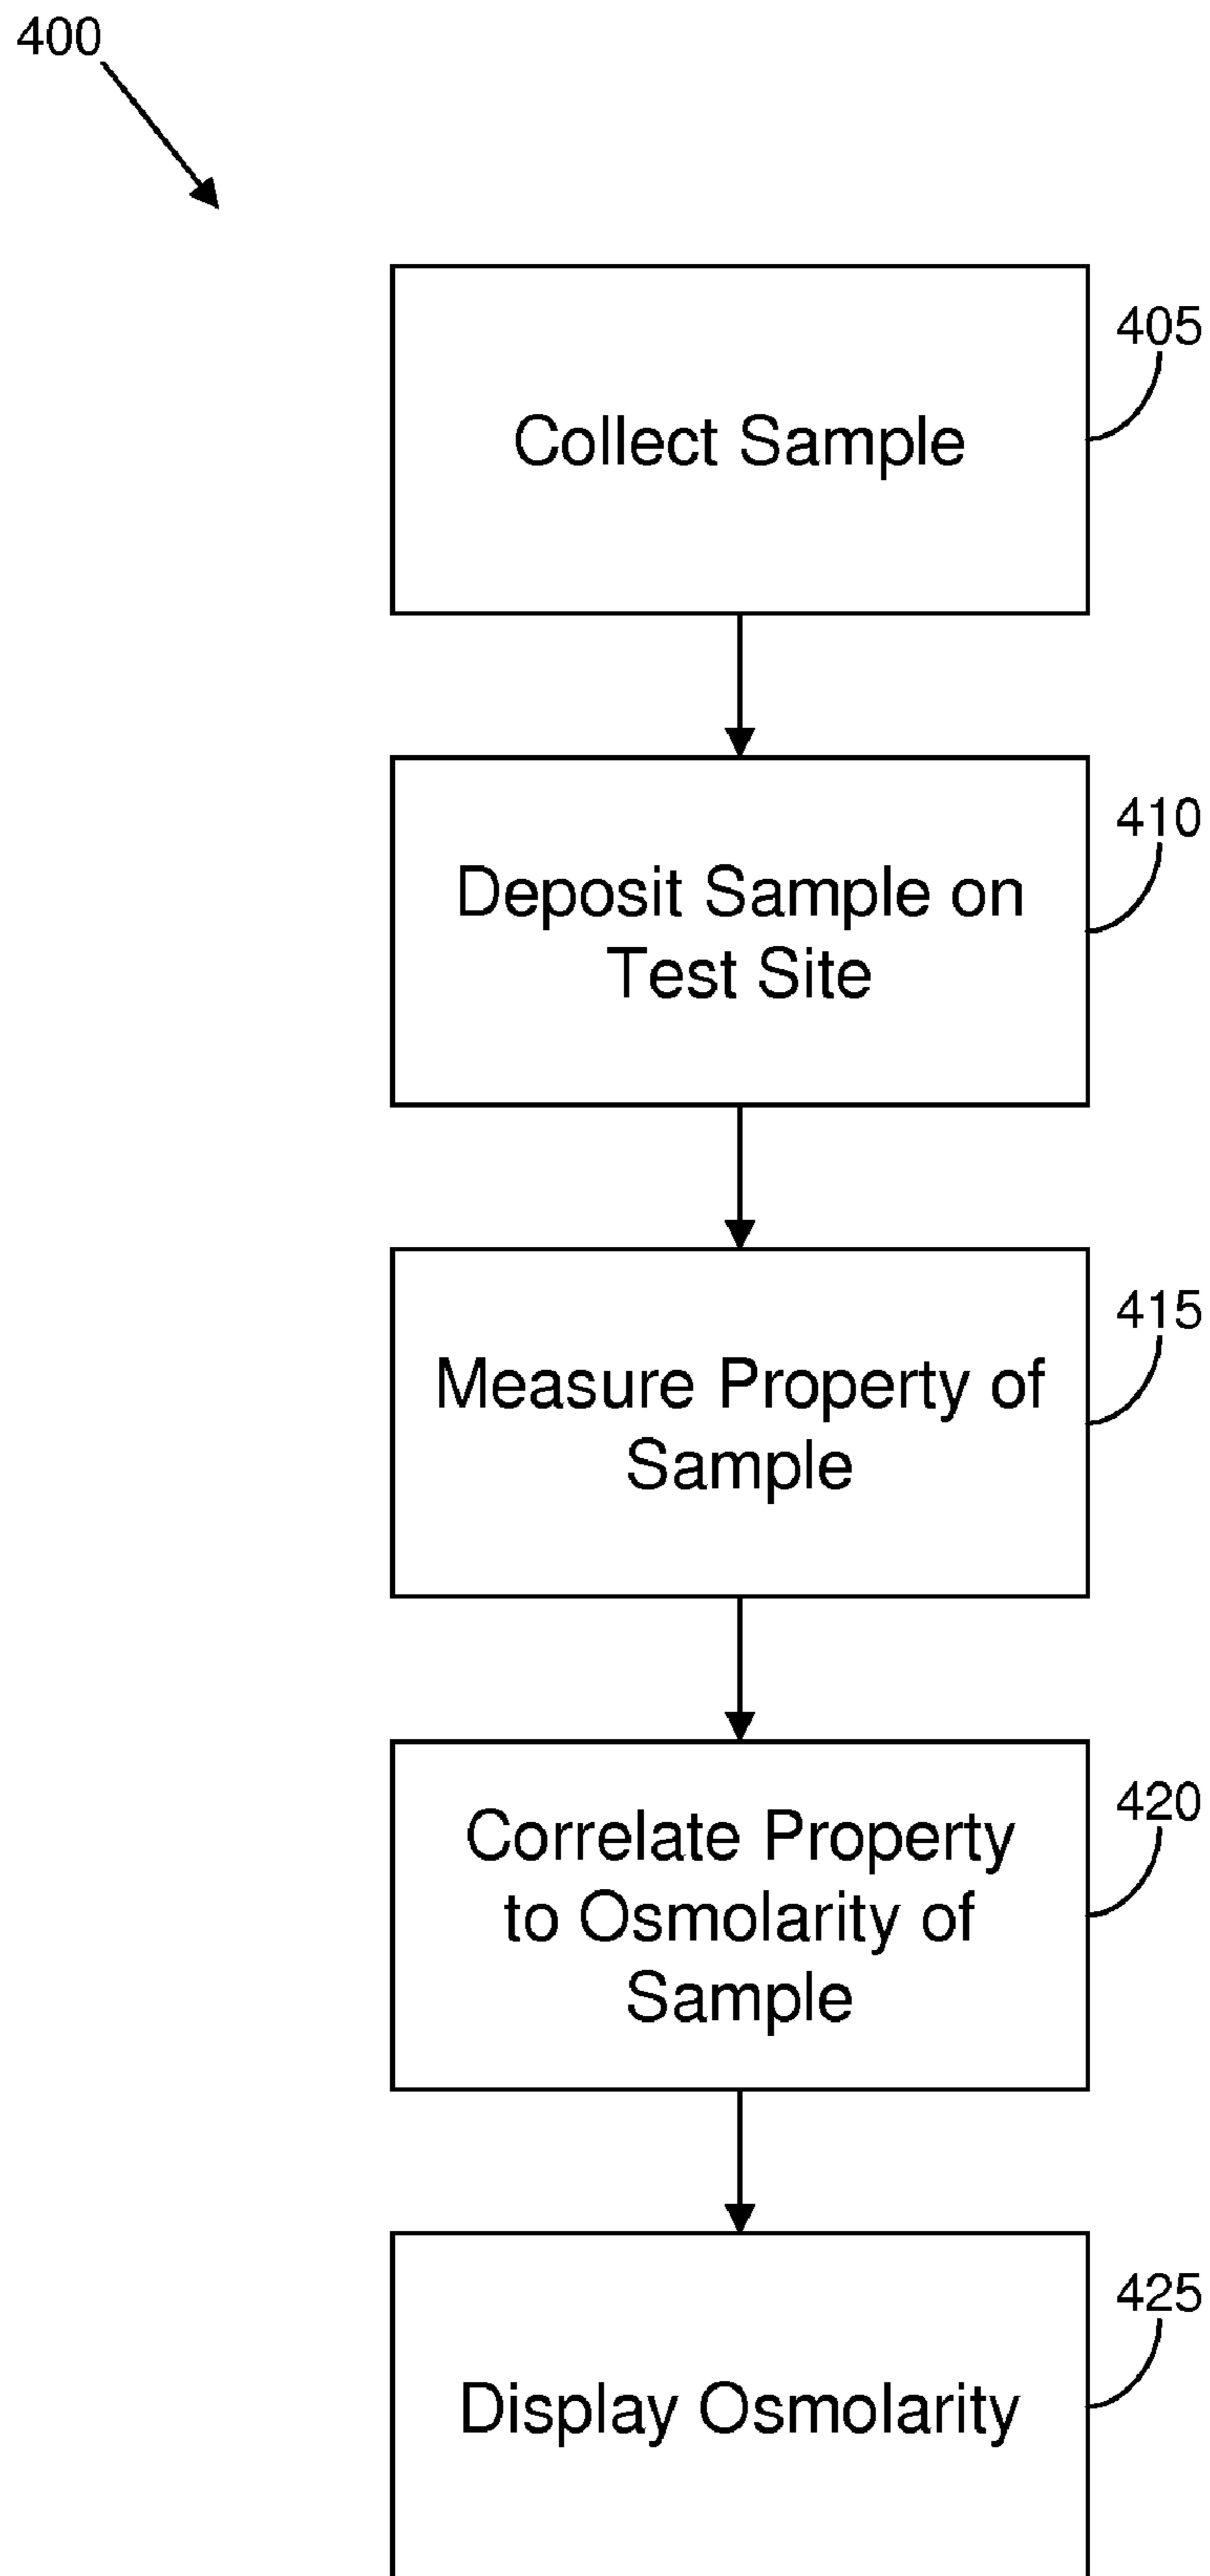 400
405
Collect Sample
410
Deposit Sample on
Test Site
415
Measure Property of
Sample
420
Correlate Property
to Osmolarity of
Sample
425
Display Osmolarity